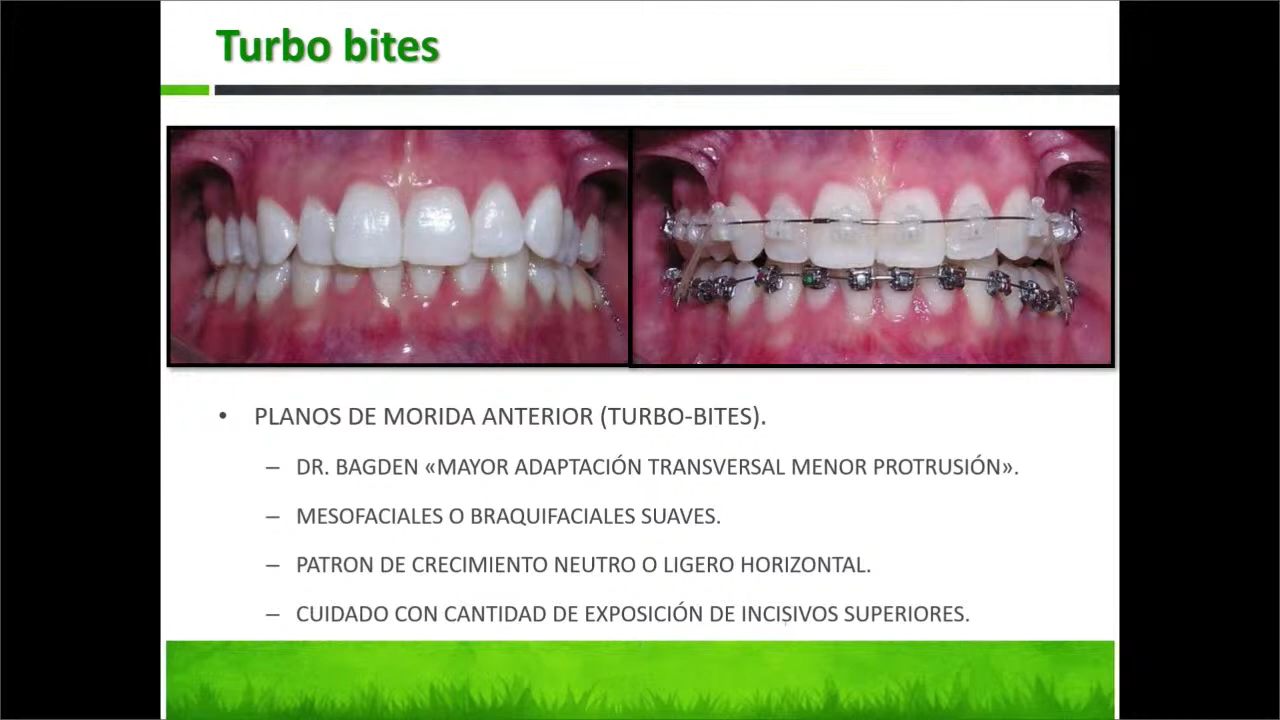 Turbo bites
• PLANOS DE MORIDA ANTERIOR (TURBO-BITES).
– DR. BAGDEN «MAYOR ADAPTACIÓN TRANSVERSAL MENOR PROTRUSIÓN».
– MESOFACIALES O BRAQUIFACIALES SUAVES.
– PATRON DE CRECIMIENTO NEUTRO O LIGERO HORIZONTAL.
– CUIDADO CON CANTIDAD DE EXPOSICIÓN DE INCISIVOS SUPERIORES.